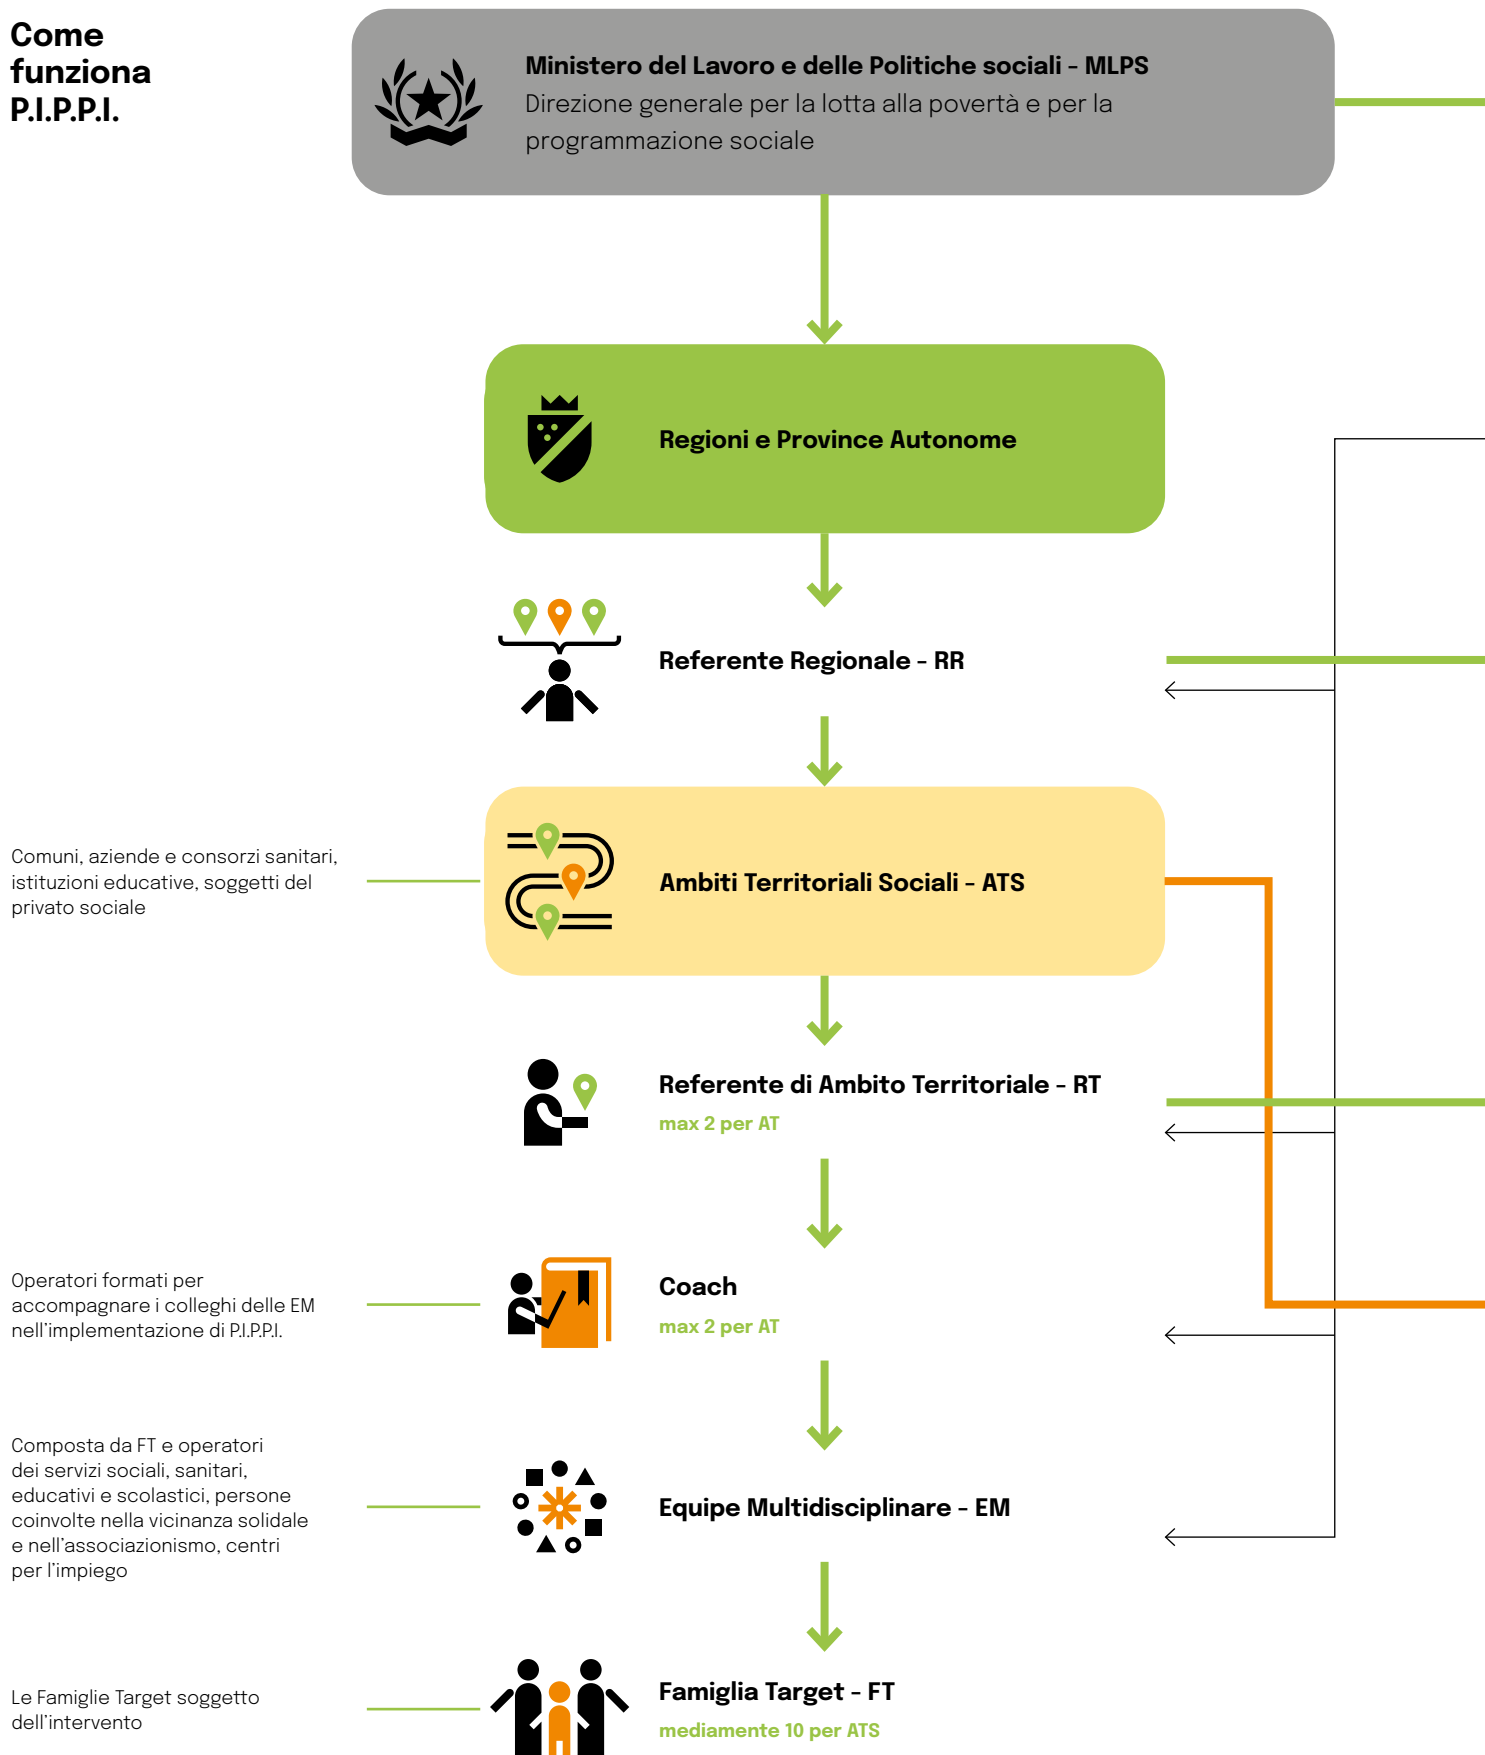 Come
funziona
P.I.P.P.I.
Ministero del Lavoro e delle Politiche sociali - MLPS
Direzione generale per la lotta alla povertà e per la
programmazione sociale
Regioni e Province Autonome
Referente Regionale - RR
Comuni, aziende e consorzi sanitari,
istituzioni educative, soggetti del
privato sociale
Ambiti Territoriali Sociali - ATS
Referente di Ambito Territoriale - RT
max 2 per AT
Operatori formati per
accompagnare i colleghi delle EM
nell'implementazione di P.I.P.P.I.
Coach
max 2 per AT
Composta da FT e operatori
dei servizi sociali, sanitari,
educativi e scolastici, persone
coinvolte nella vicinanza solidale
e nell'associazionismo, centri
per l'impiego
Equipe Multidisciplinare - EM
Le Famiglie Target soggetto
dell'intervento
Famiglia Target - FT
mediamente 10 per ATS